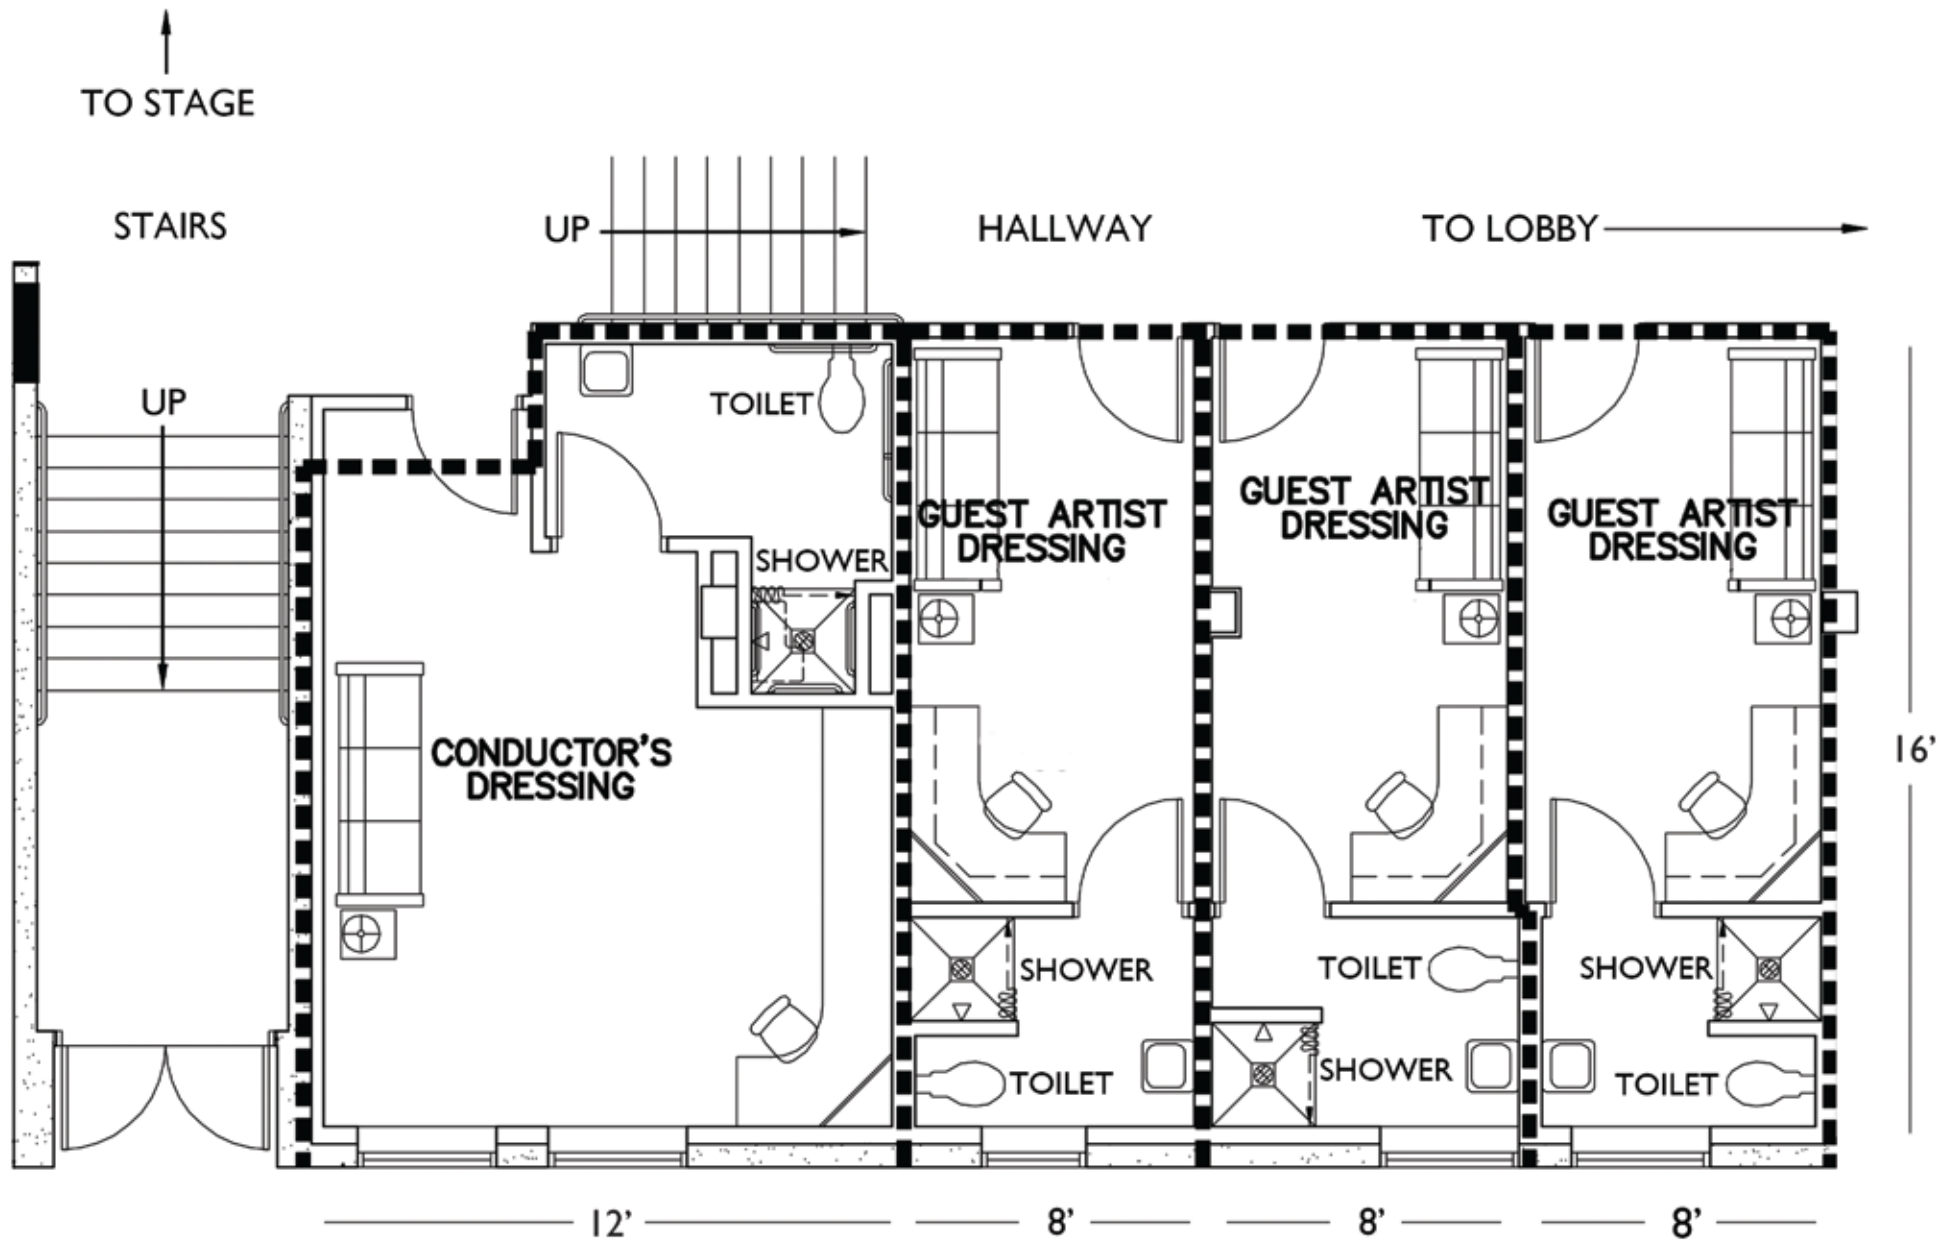 TO STAGE
STAIRS
UP
HALLWAY
TO LOBBY
UP
TOILET
GUEST ARTIST
DRESSING
GUEST ARTIST
DRESSING
GUEST ARTIST
DRESSING
SHOWER
CONDUCTOR'S
DRESSING
16'
SHOWER
TOILET
SHOWER
TOILET
SHOWER
TOILET
12'
8'
8'
8'